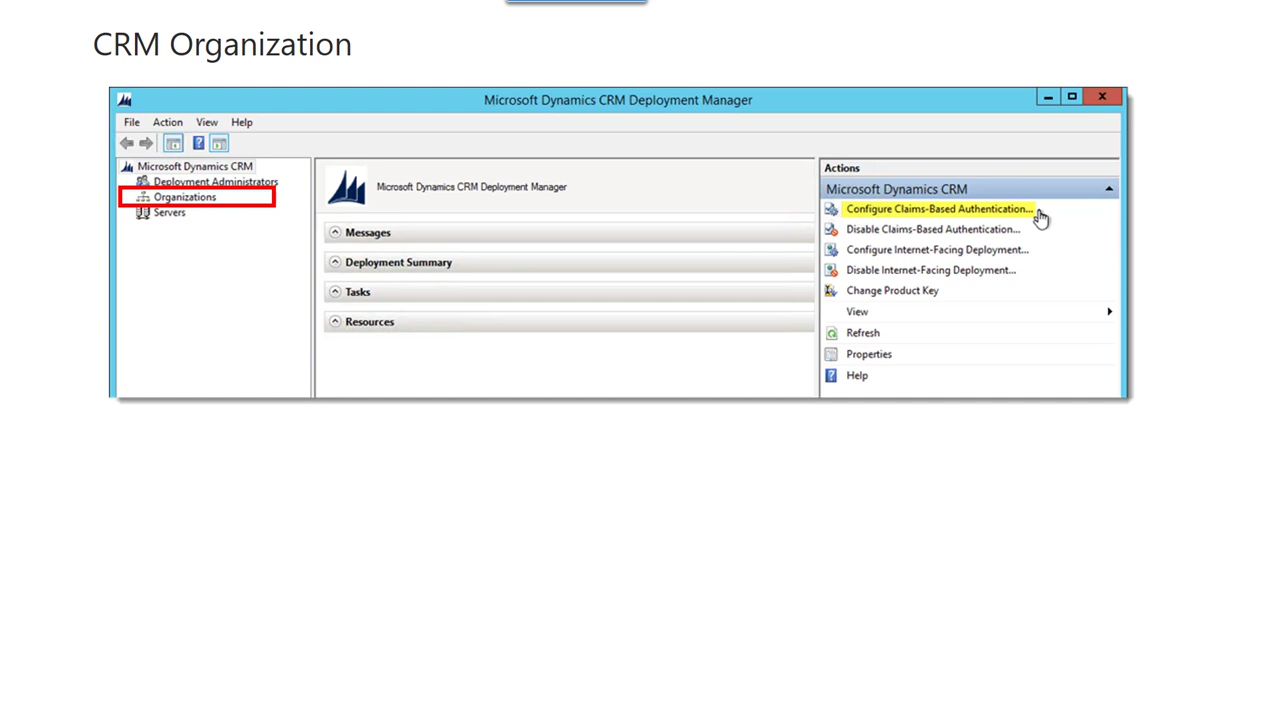 CRM Organization
Microsoft Dynamics CRM Deployment Manager
File Action View Help
Microsoft Dynamics CRM
Deployment Administrators
Organizations
Servers
Microsoft Dynamics CRM Deployment Manager
Messages
Deployment Summary
Tasks
Resources
Actions
Microsoft Dynamics CRM
Configure Claims-Based Authentication...
Disable Claims-Based Authentication...
Configure Internet-Facing Deployment...
Disable Internet-Facing Deployment...
Change Product Key
View
Refresh
Properties
Help